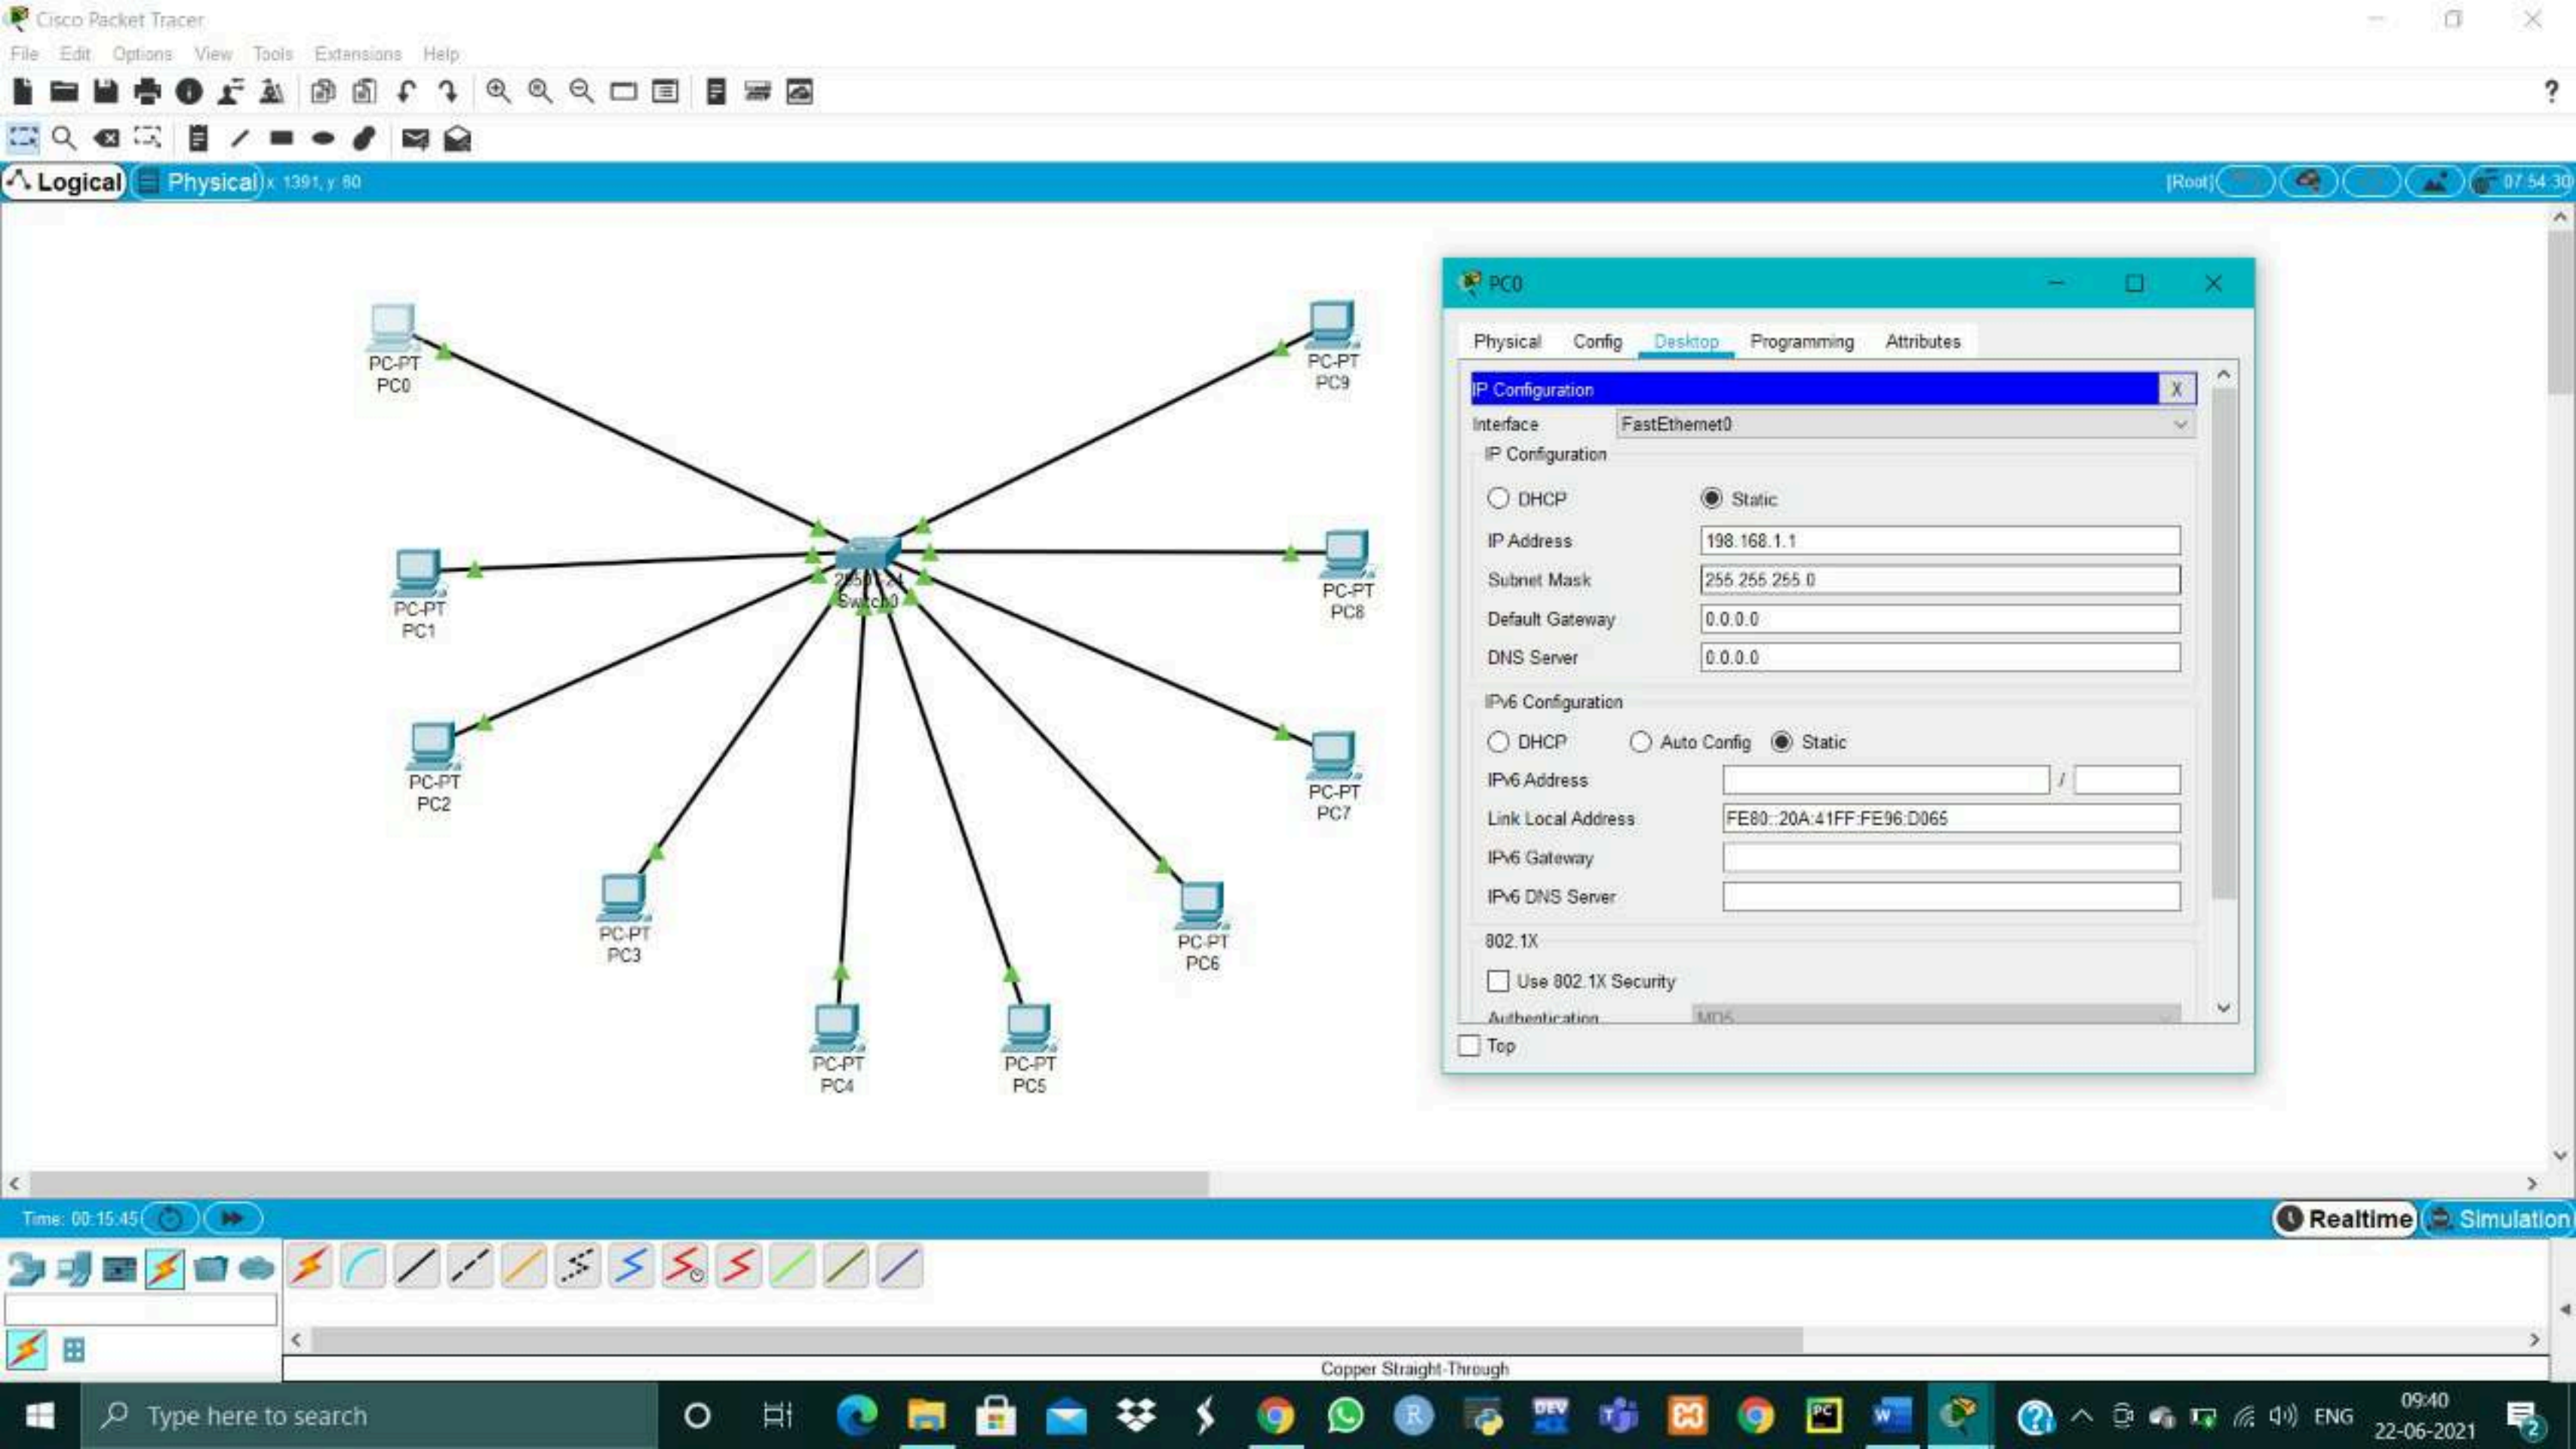 Cisco Packet Tracer
File Edit Options View Tools Extensions Help
?
Logical Physical x: 1391, y: 60 [Root] 07:54:30
PC-PT
PC0
PC-PT
PC9
PC-PT
PC1
Switch0
PC-PT
PC8
PC-PT
PC2
PC-PT
PC7
PC-PT
PC3
PC-PT
PC6
PC-PT
PC4
PC-PT
PC5
PC0
Physical Config Desktop Programming Attributes
IP Configuration X
Interface FastEthernet0
IP Configuration
DHCP Static
IP Address 198.168.1.1
Subnet Mask 255.255.255.0
Default Gateway 0.0.0.0
DNS Server 0.0.0.0
IPv6 Configuration
DHCP Auto Config Static
IPv6 Address /
Link Local Address FE80::20A:41FF:FE96:D065
IPv6 Gateway
IPv6 DNS Server
802.1X
Use 802.1X Security
Authentication MD5
Top
Time: 00:15:45 Realtime Simulation
Copper Straight-Through
Type here to search
R
DEV
PC
W
ENG
09:40
22-06-2021
2